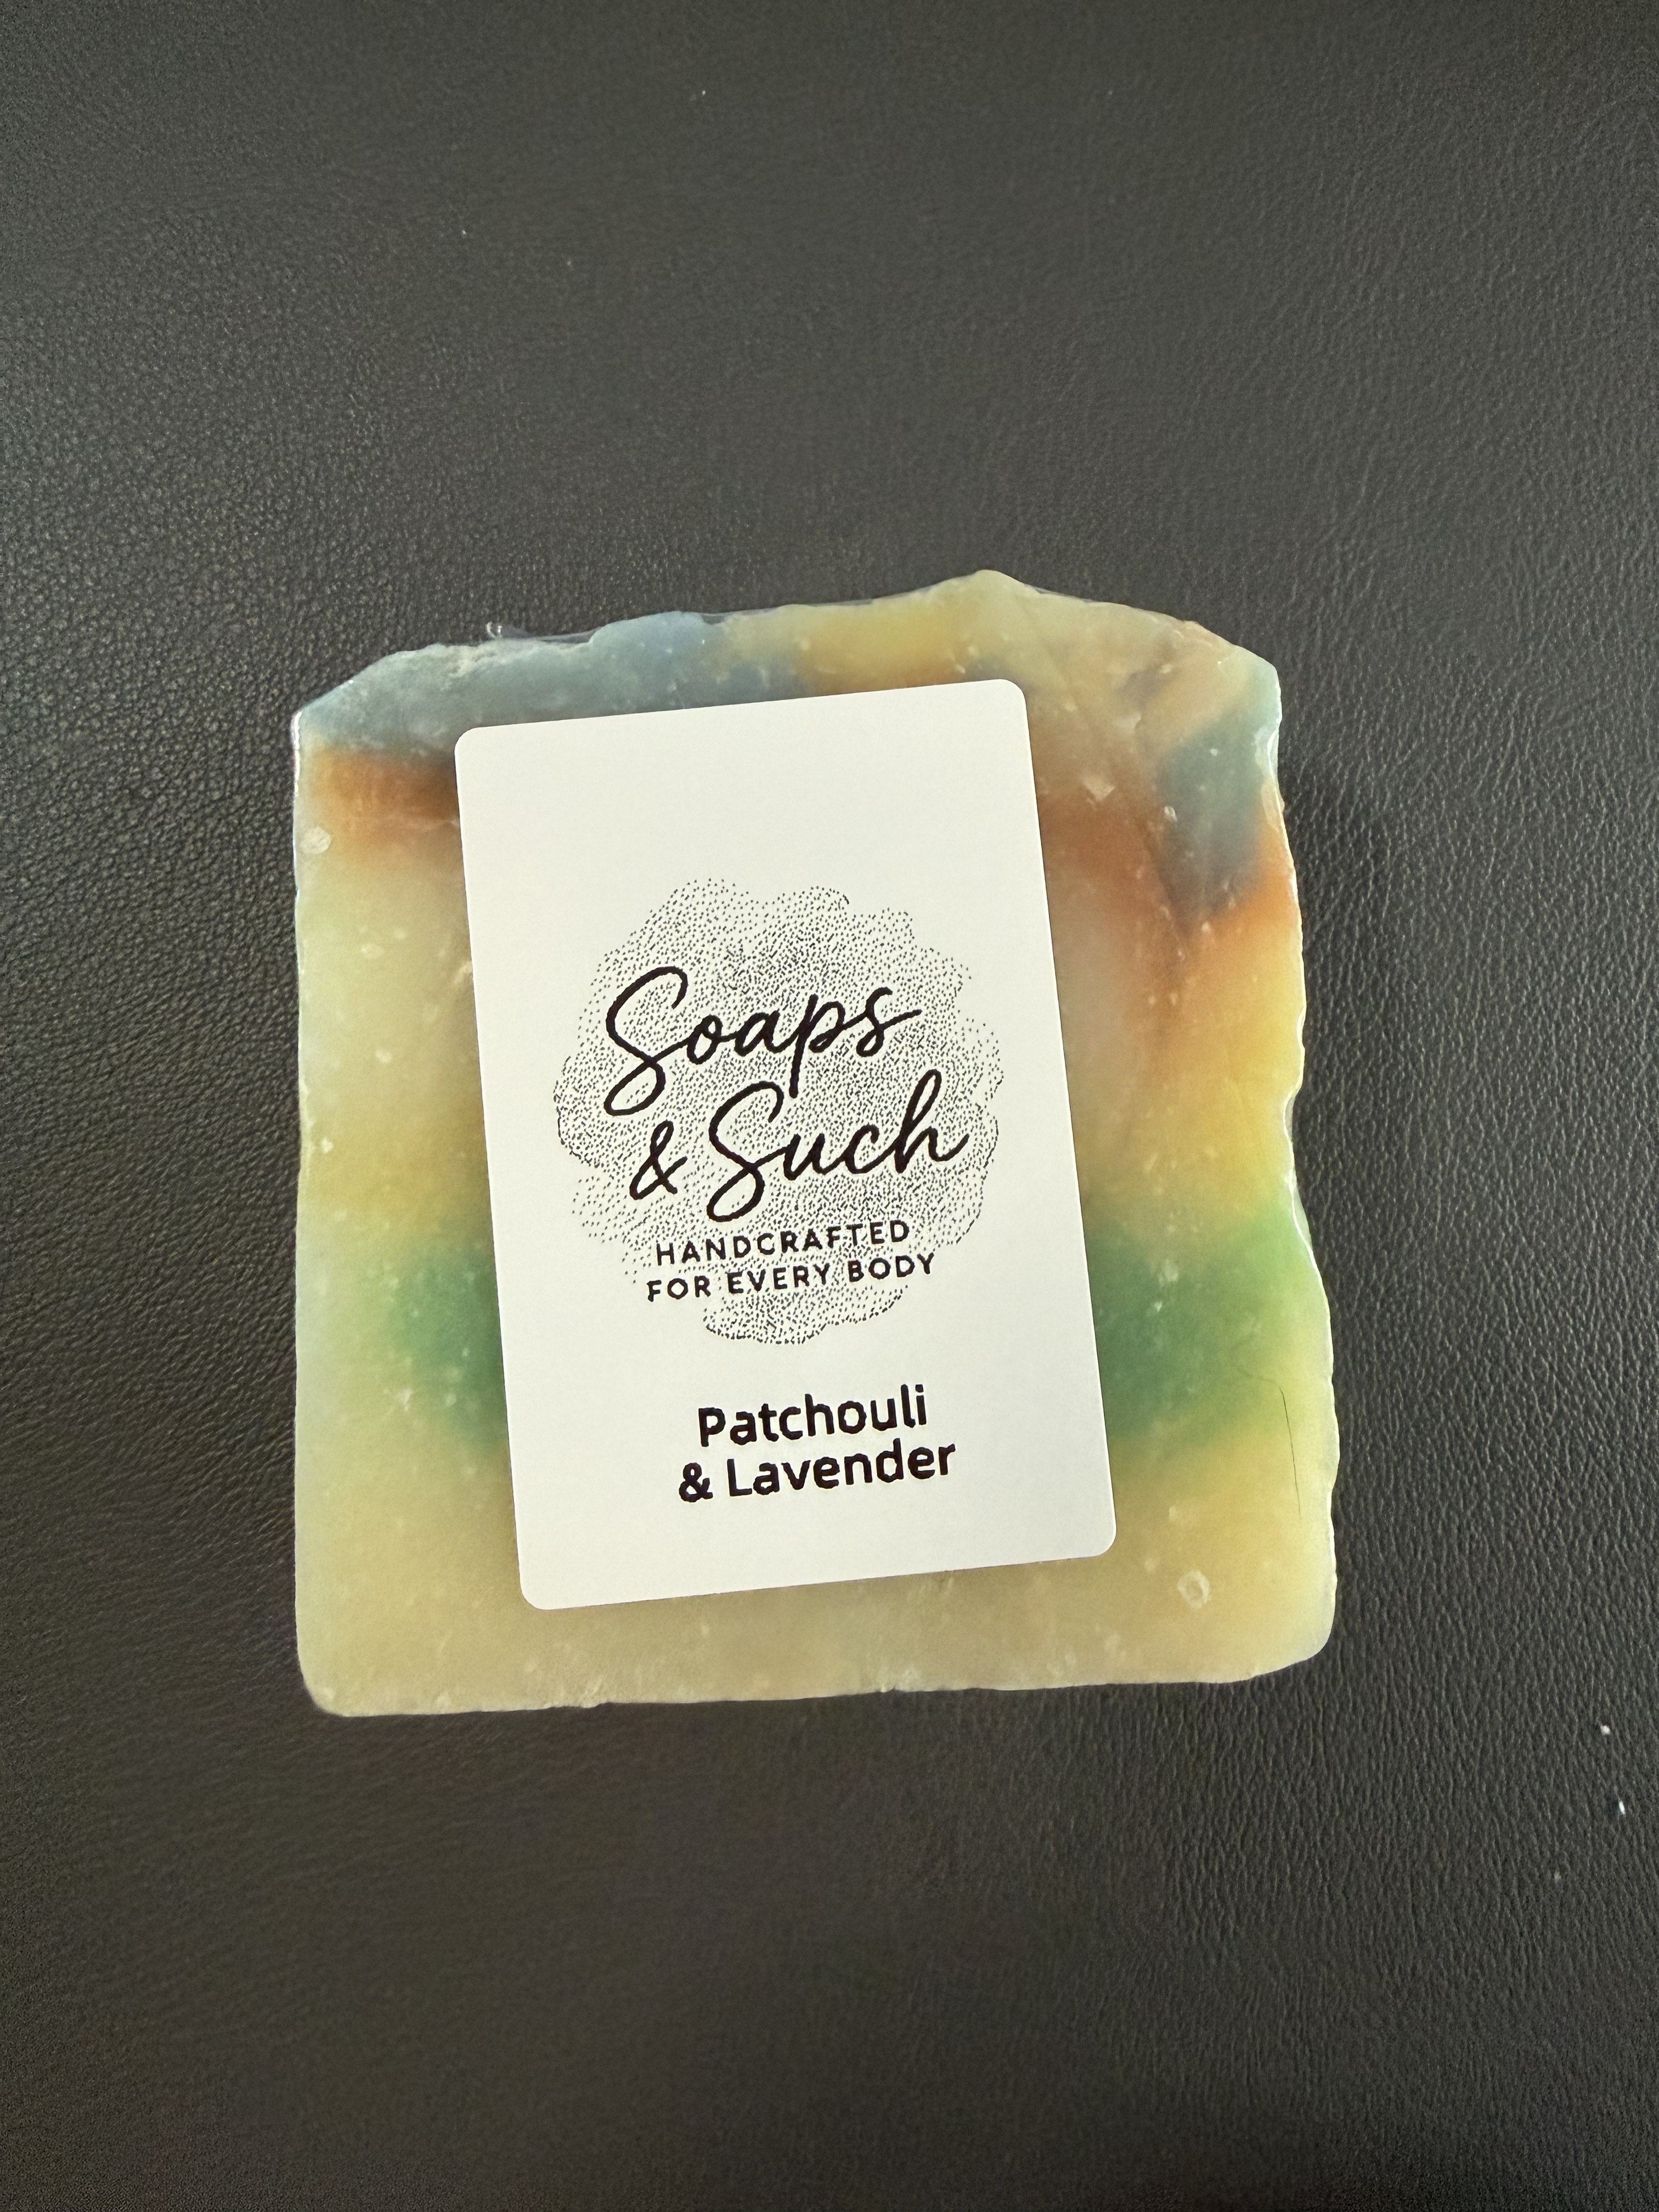 Soaps
& Such
HANDCRAFTED
FOR EVERY BODY
Patchouli
& Lavender